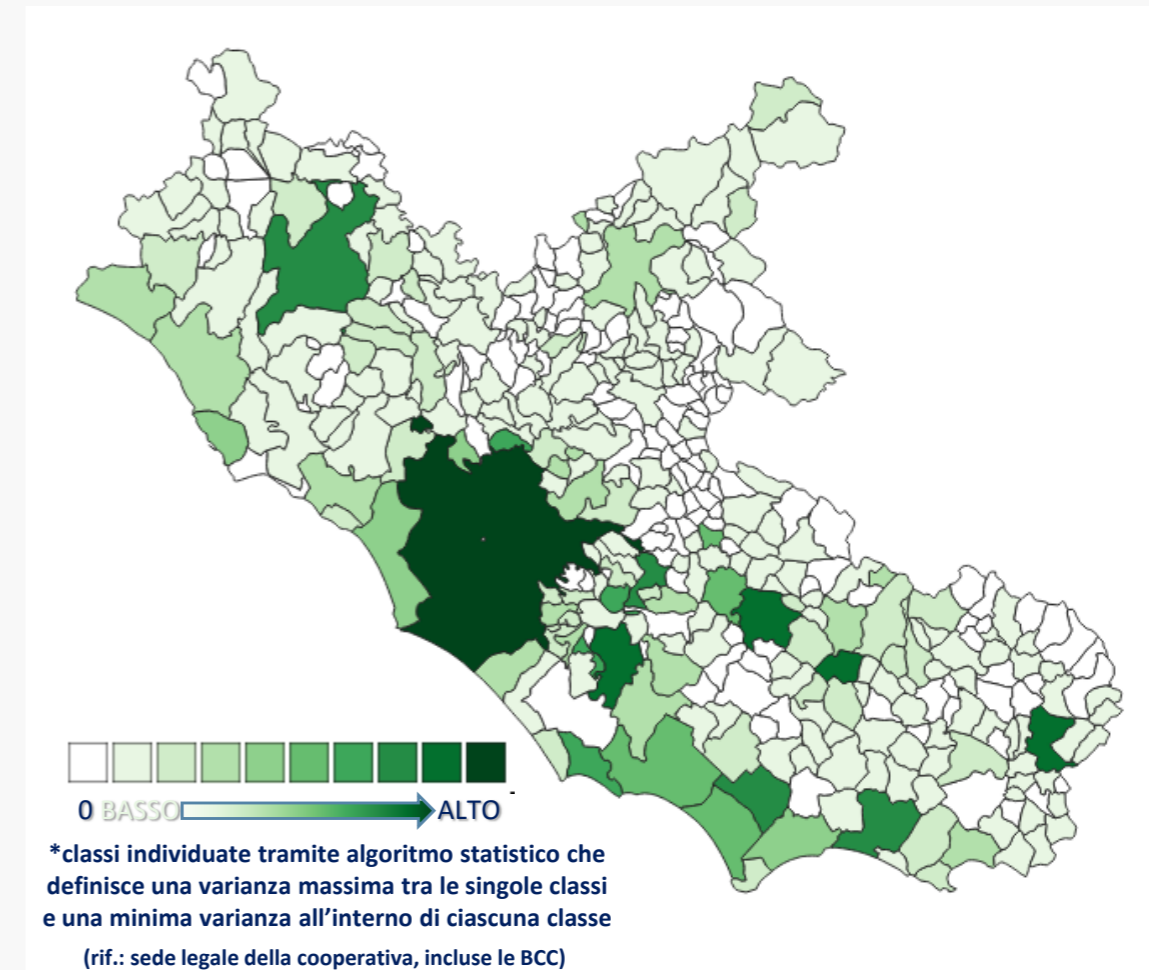 0 BASSO ALTO
*classi individuate tramite algoritmo statistico che
definisce una varianza massima tra le singole classi
e una minima varianza all’interno di ciascuna classe
(rif.: sede legale della cooperativa, incluse le BCC)